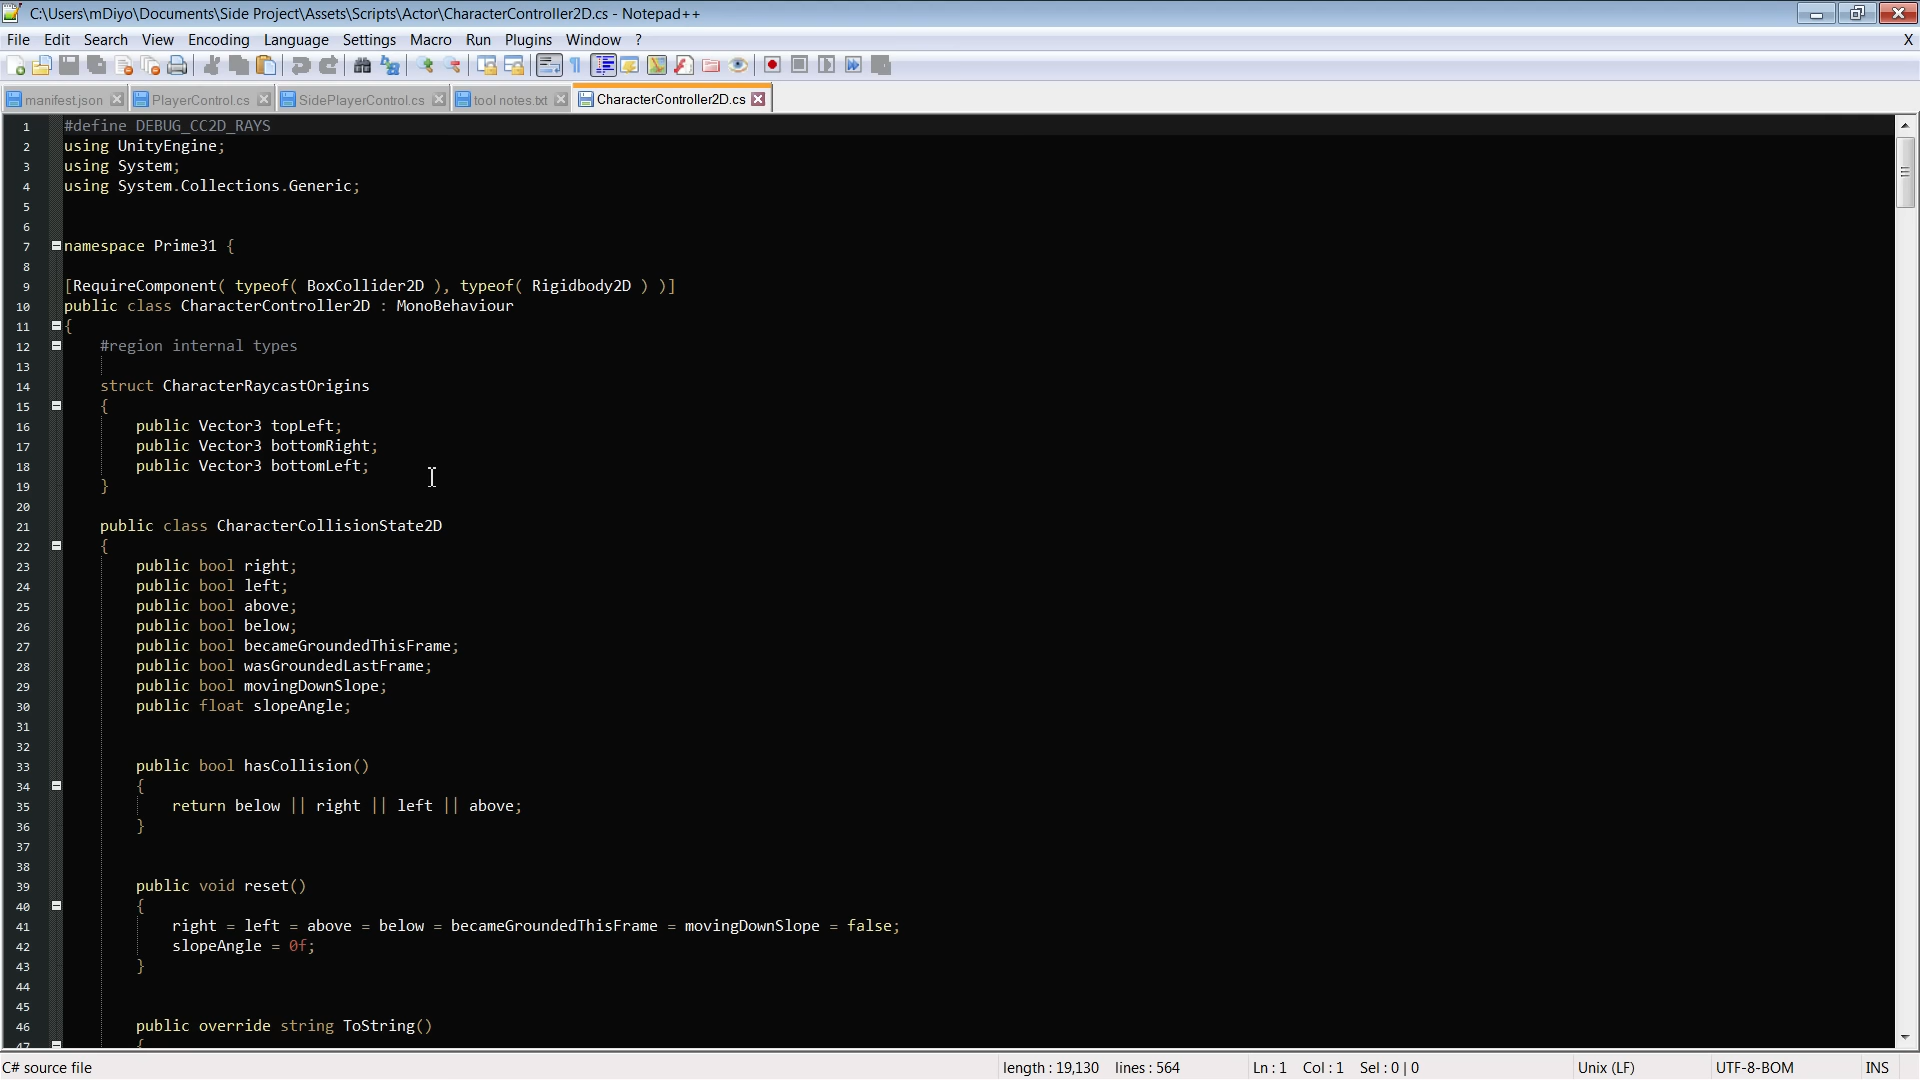 C:\Users\mDiyo\Documents\Side Project\Assets\Scripts\Actor\CharacterController2D.cs - Notepad++
File Edit Search View Encoding Language Settings Macro Run Plugins Window ? X
manifest.json PlayerControl.cs SidePlayerControl.cs tool notes.txt CharacterController2D.cs
1 #define DEBUG_CC2D_RAYS
2 using UnityEngine;
3 using System;
4 using System.Collections.Generic;
5
6
7 namespace Prime31 {
8
9 [RequireComponent( typeof( BoxCollider2D ), typeof( Rigidbody2D ) )]
10 public class CharacterController2D : MonoBehaviour
11 {
12 #region internal types
13
14 struct CharacterRaycastOrigins
15 {
16 public Vector3 topLeft;
17 public Vector3 bottomRight;
18 public Vector3 bottomLeft;
19 }
20
21 public class CharacterCollisionState2D
22 {
23 public bool right;
24 public bool left;
25 public bool above;
26 public bool below;
27 public bool becameGroundedThisFrame;
28 public bool wasGroundedLastFrame;
29 public bool movingDownSlope;
30 public float slopeAngle;
31
32
33 public bool hasCollision()
34 {
35 return below || right || left || above;
36 }
37
38
39 public void reset()
40 {
41 right = left = above = below = becameGroundedThisFrame = movingDownSlope = false;
42 slopeAngle = 0f;
43 }
44
45
46 public override string ToString()
47 {
C# source file length : 19,130 lines : 564 Ln : 1 Col : 1 Sel : 0 | 0 Unix (LF) UTF-8-BOM INS